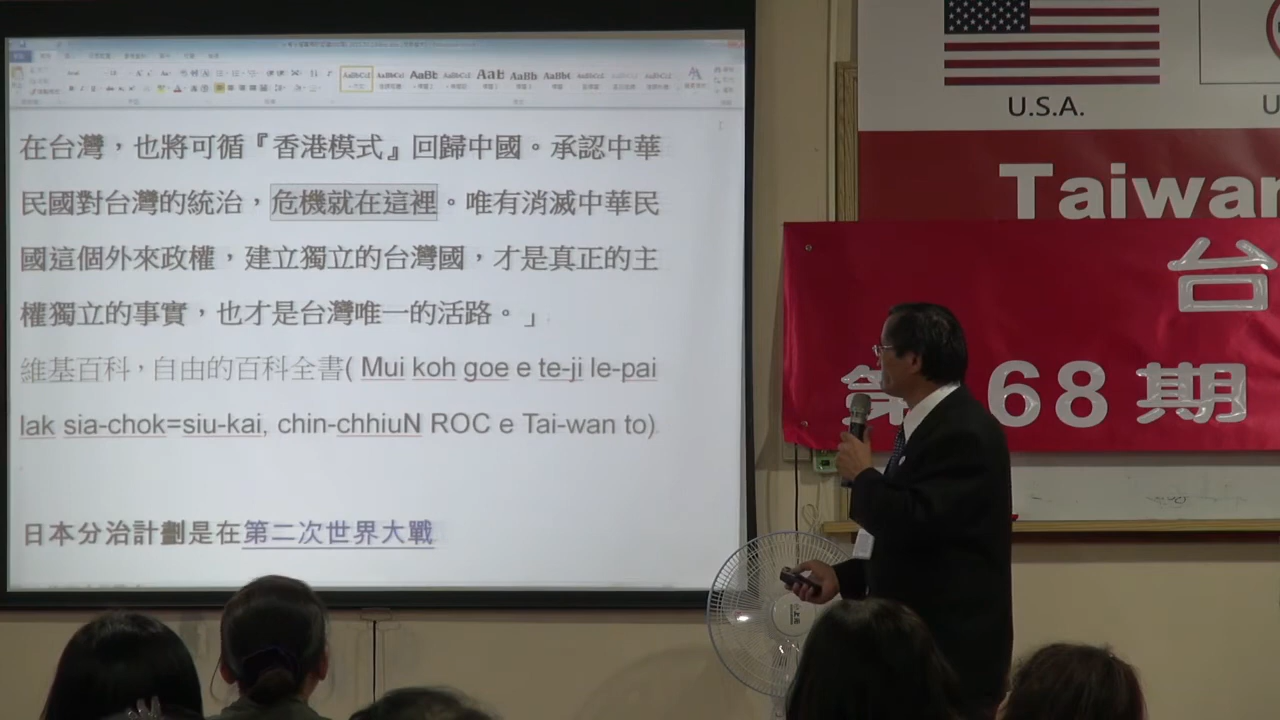 在台灣，也將可循『香港模式』回歸中國。承認中華
民國對台灣的統治，危機就在這裡。唯有消滅中華民
國這個外來政權，建立獨立的台灣國，才是真正的主
權獨立的事實，也才是台灣唯一的活路。」
維基百科，自由的百科全書( Mui koh goe e te-ji le-pai
lak sia-chok=siu-kai, chin-chhiuN ROC e Tai-wan to)
日本分治計劃是在第二次世界大戰
U.S.A.
U
Taiwan
台
第 68 期